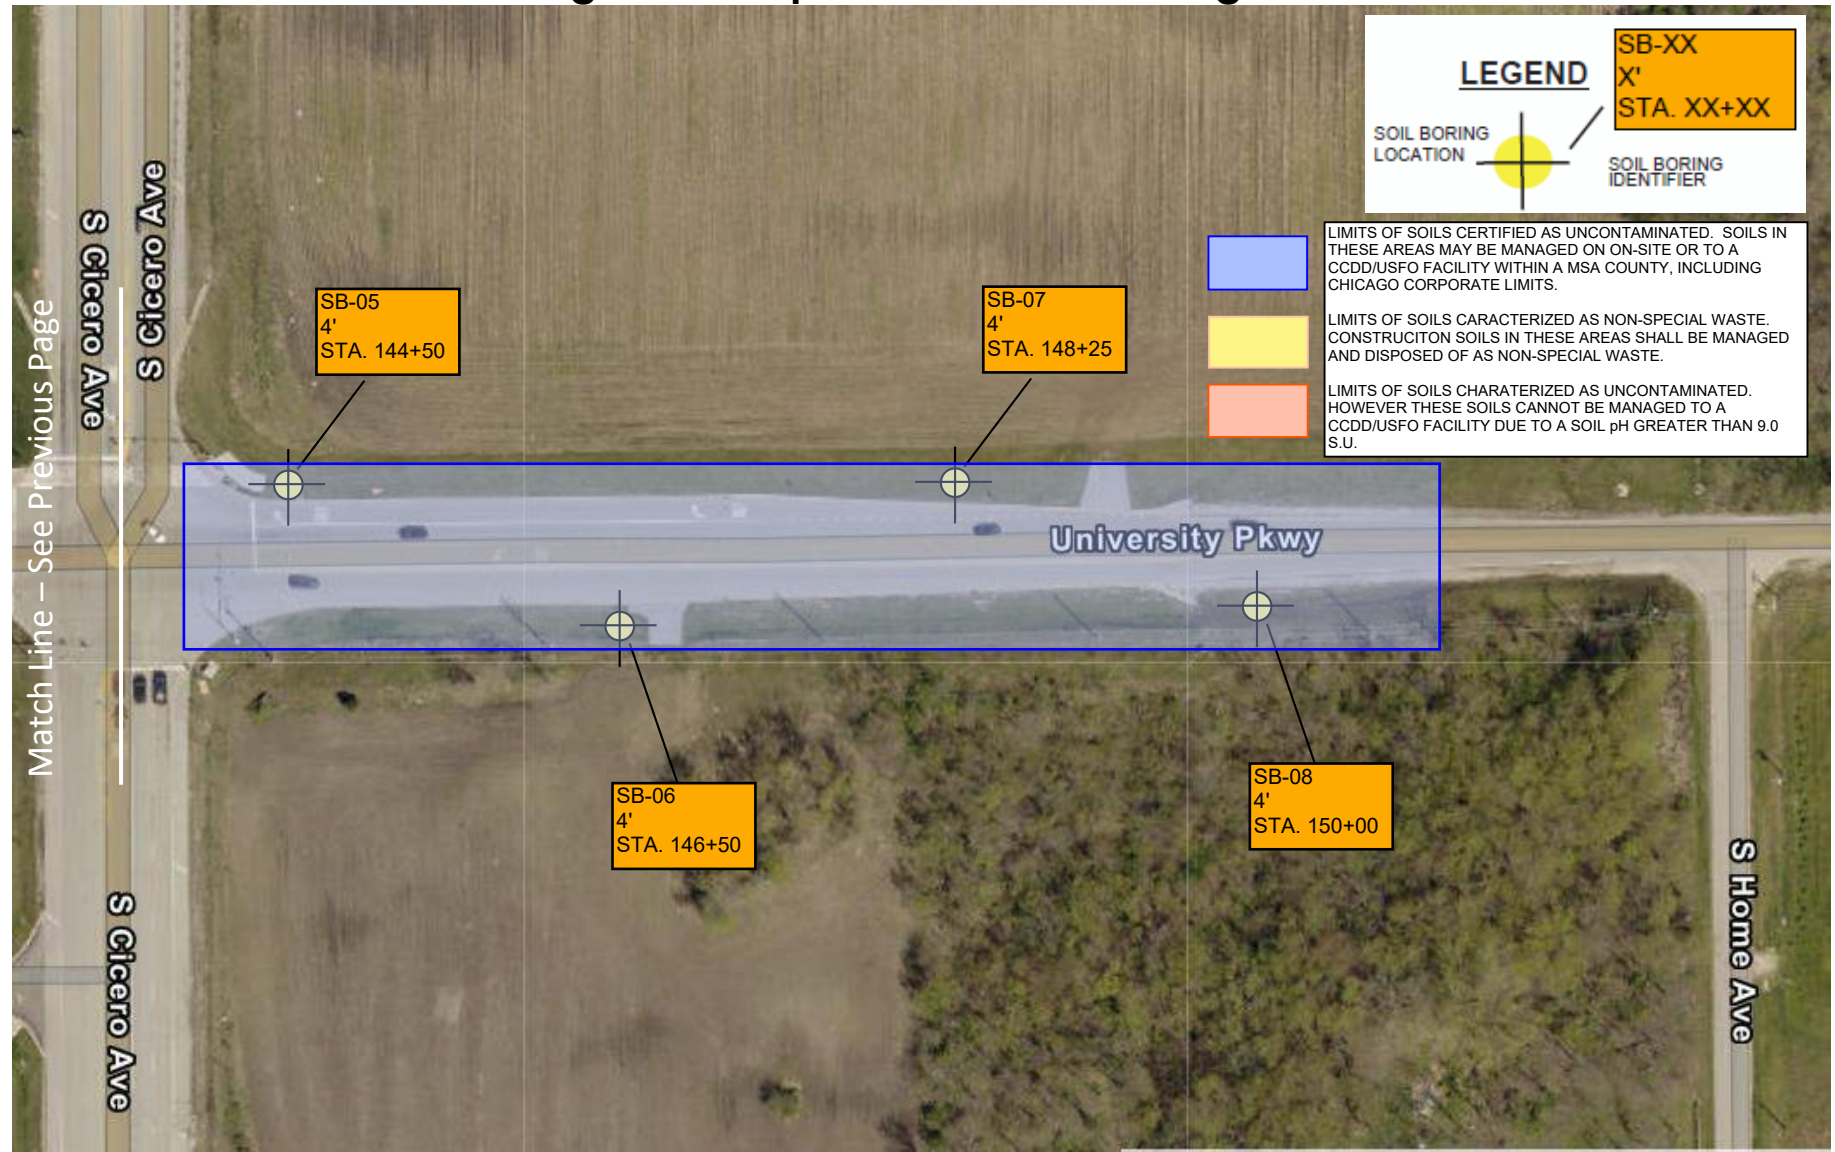 LEGEND
SB-XX
X'
STA. XX+XX
SOIL BORING
LOCATION
SOIL BORING
IDENTIFIER
LIMITS OF SOILS CERTIFIED AS UNCONTAMINATED.  SOILS IN
THESE AREAS MAY BE MANAGED ON ON-SITE OR TO A
CCDD/USFO FACILITY WITHIN A MSA COUNTY, INCLUDING
CHICAGO CORPORATE LIMITS.
LIMITS OF SOILS CARACTERIZED AS NON-SPECIAL WASTE.
CONSTRUCITON SOILS IN THESE AREAS SHALL BE MANAGED
AND DISPOSED OF AS NON-SPECIAL WASTE.
LIMITS OF SOILS CHARATERIZED AS UNCONTAMINATED.
HOWEVER THESE SOILS CANNOT BE MANAGED TO A
CCDD/USFO FACILITY DUE TO A SOIL pH GREATER THAN 9.0
S.U.
S Cicero Ave
S Cicero Ave
Match Line – See Previous Page
SB-05
4'
STA. 144+50
SB-07
4'
STA. 148+25
University Pkwy
SB-06
4'
STA. 146+50
SB-08
4'
STA. 150+00
S Cicero Ave
S Home Ave